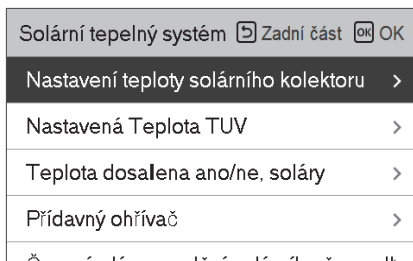 Solární tepelný systém Zadní část OK OK
Nastavení teploty solárního kolektoru >
Nastavená Teplota TUV >
Teplota dosalena ano/ne, soláry >
Přídavný ohřívač >